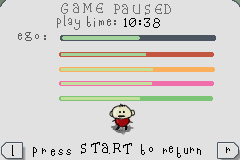 GAME PAUSED
play time: 10:38
ego:
l press START to return r